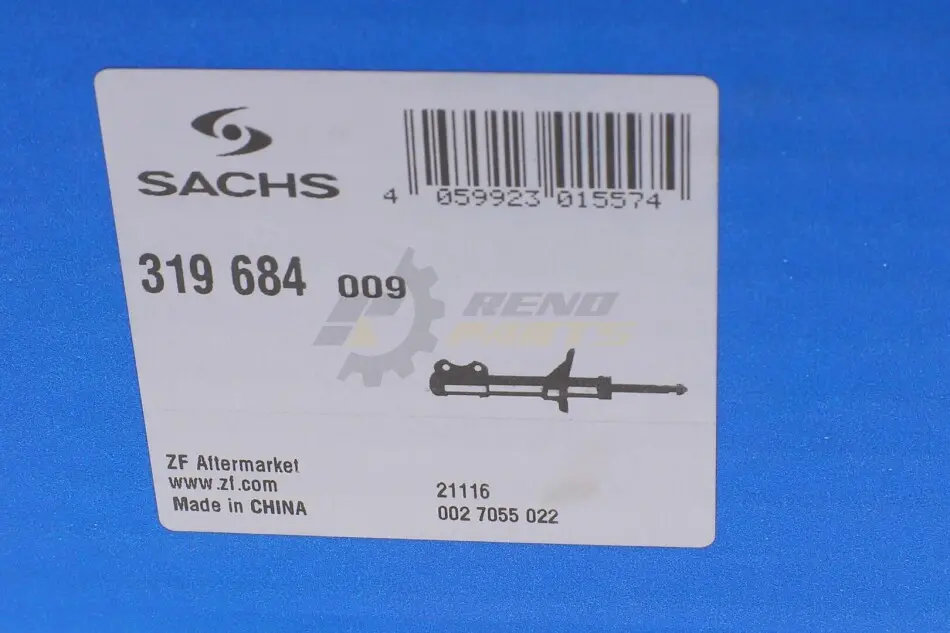 SACHS
4 059923 015574
319 684 009
RENO
PARTS
ZF Aftermarket
www.zf.com
Made in CHINA
21116
002 7055 022